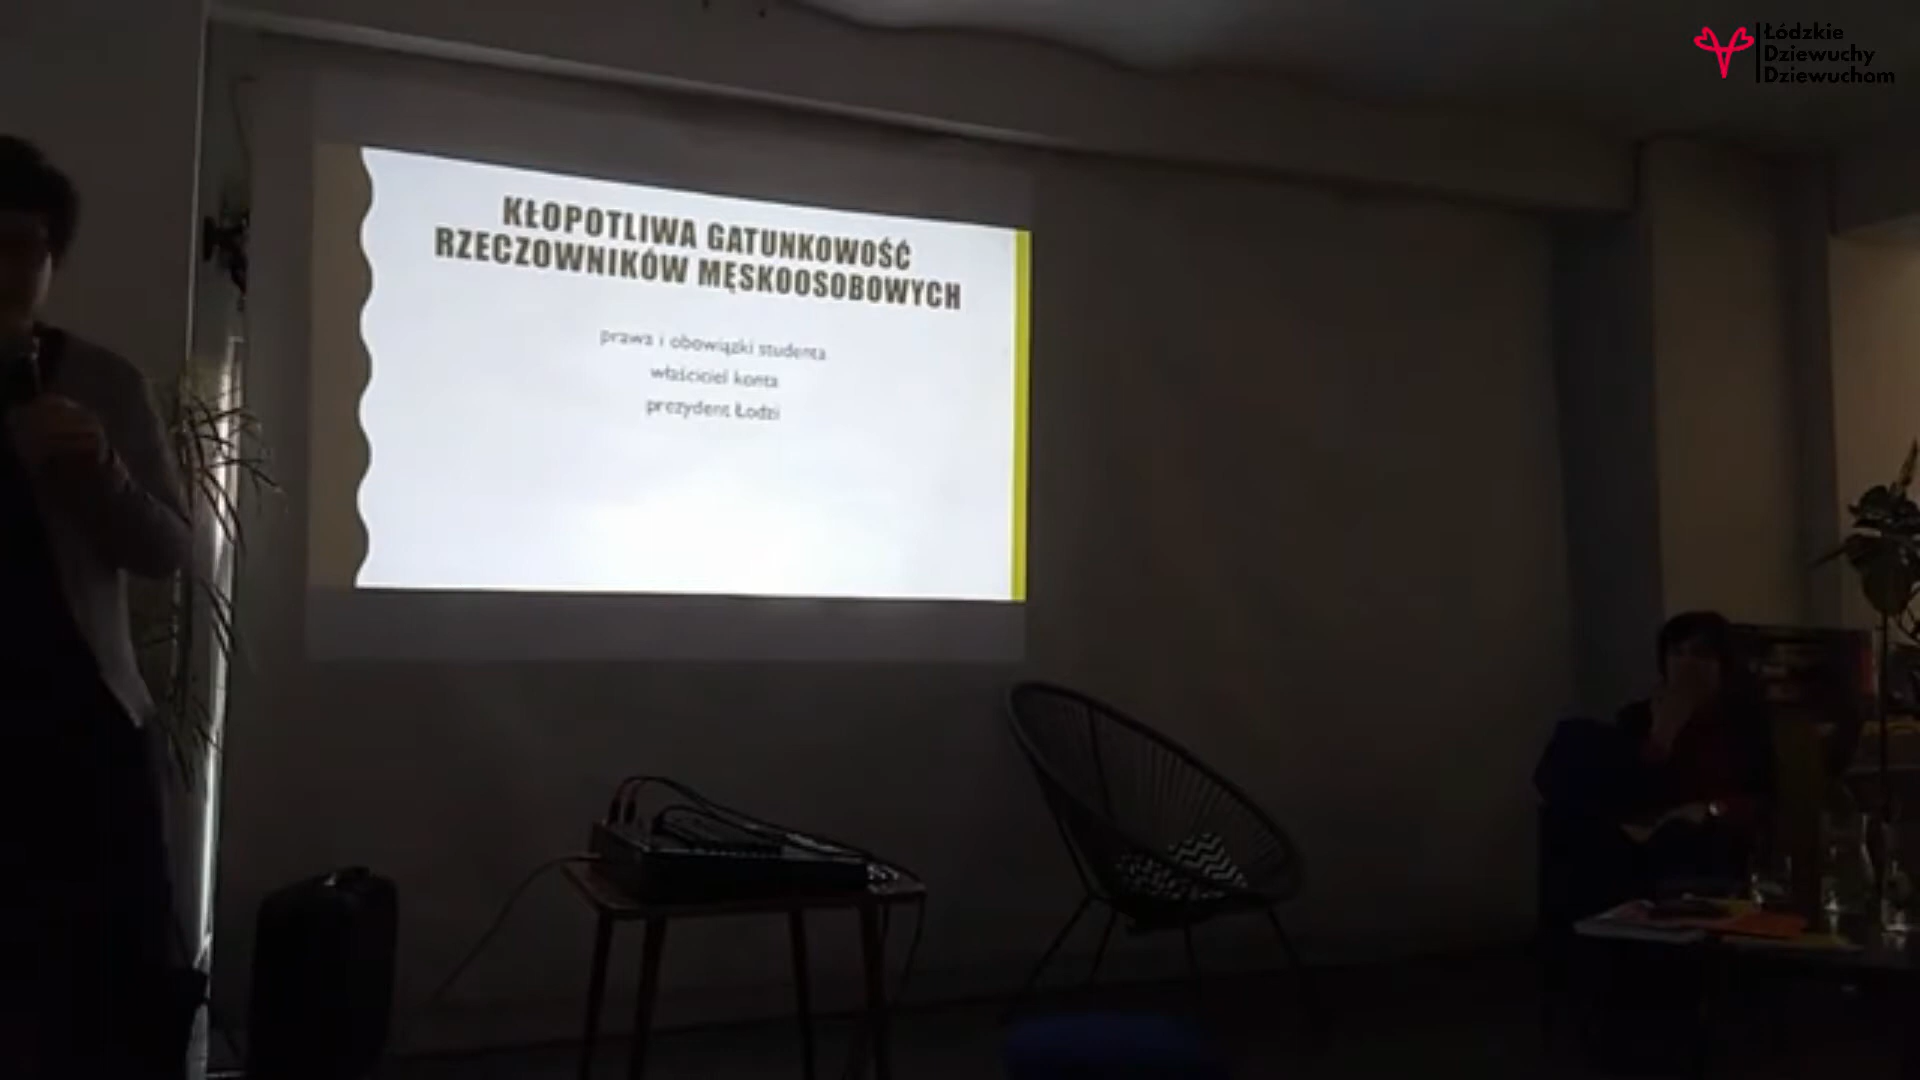 Łódzkie
Dziewuchy
Dziewuchom
KŁOPOTLIWA GATUNKOWOŚĆ
RZECZOWNIKÓW MĘSKOOSOBOWYCH
prawa i obowiązki studenta
właściciel konta
prezydent Łodzi